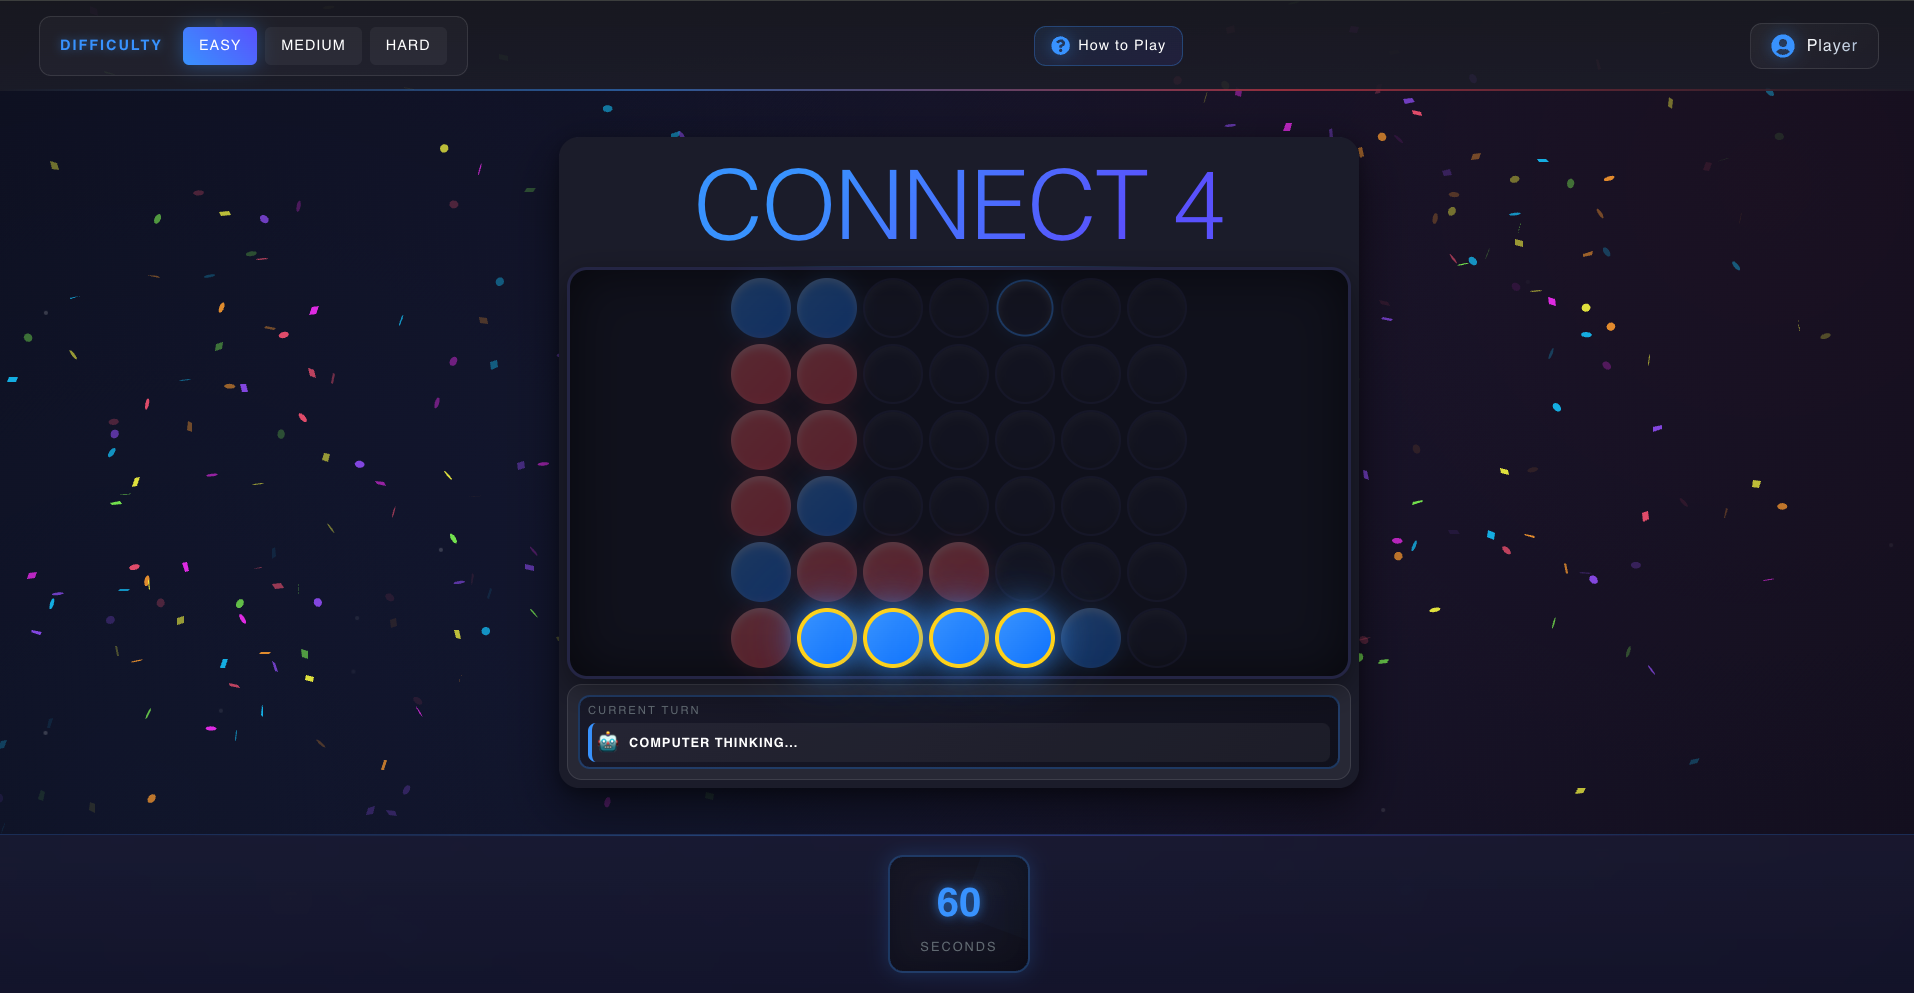 DIFFICULTY EASY MEDIUM HARD
How to Play
Player
CONNECT 4
CURRENT TURN
COMPUTER THINKING...
60
SECONDS